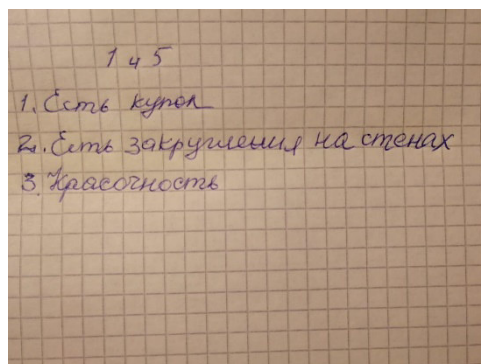 1 и 5
1. Есть купол
2. Есть закругления на стенах
3. Красочность